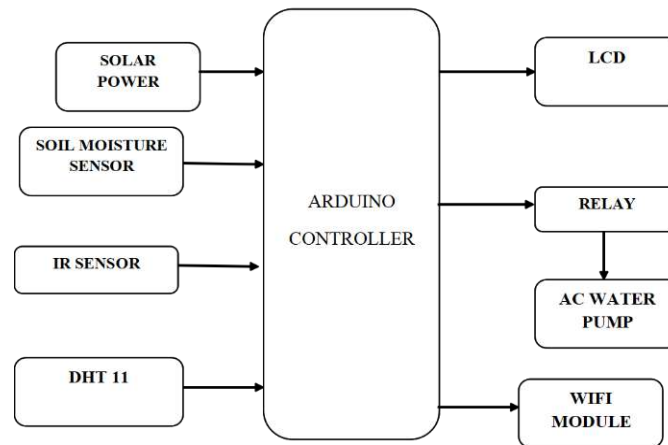 SOLAR
POWER
SOIL MOISTURE
SENSOR
IR SENSOR
DHT 11
ARDUINO
CONTROLLER
LCD
RELAY
AC WATER
PUMP
WIFI
MODULE